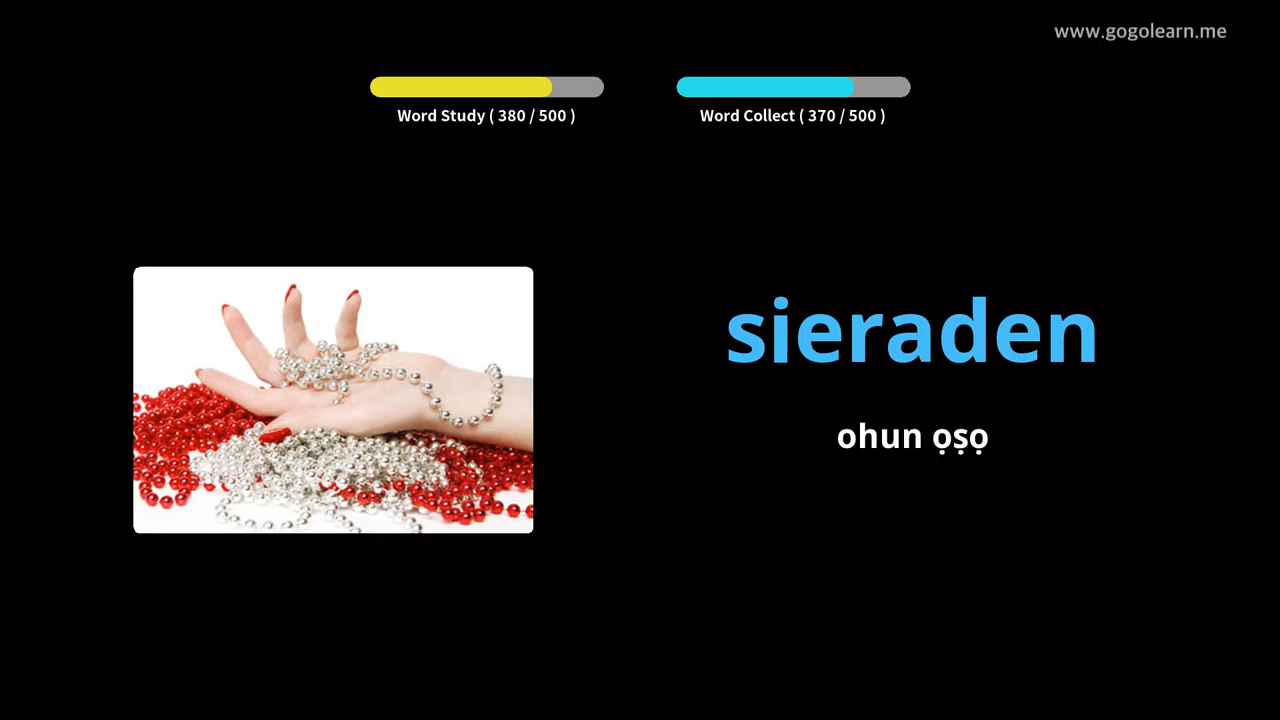 www.gogolearn.me
Word Study ( 380 / 500 )
Word Collect ( 370 / 500 )
sieraden
ohun ọṣọ